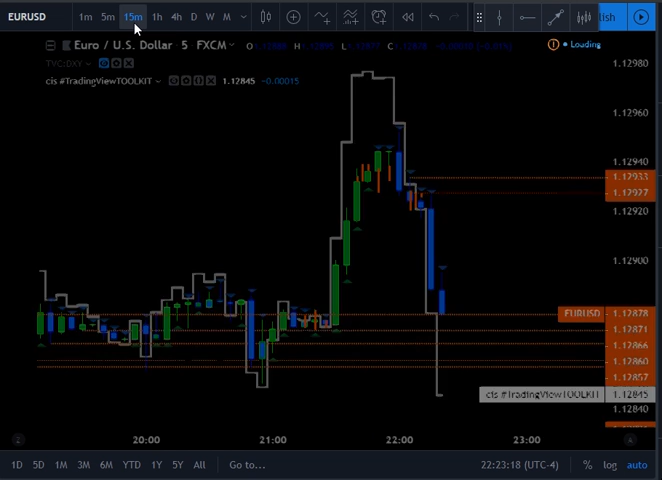 EURUSD 1m 5m 15m 1h 4h D W M lish
Euro / U.S. Dollar 5 FXCM Loading
TVC:DXY
cis #TradingViewTOOLKIT 1.12845 −0.00015
1.12980
1.12960
1.12940
1.12933
1.12927
1.12920
1.12900
EURUSD 1.12878
1.12871
1.12866
1.12860
1.12857
cis #TradingViewTOOLKIT 1.12845
1.12840
20:00 21:00 22:00 23:00
1D 5D 1M 3M 6M YTD 1Y 5Y All Go to... 22:23:18 (UTC-4) % log auto